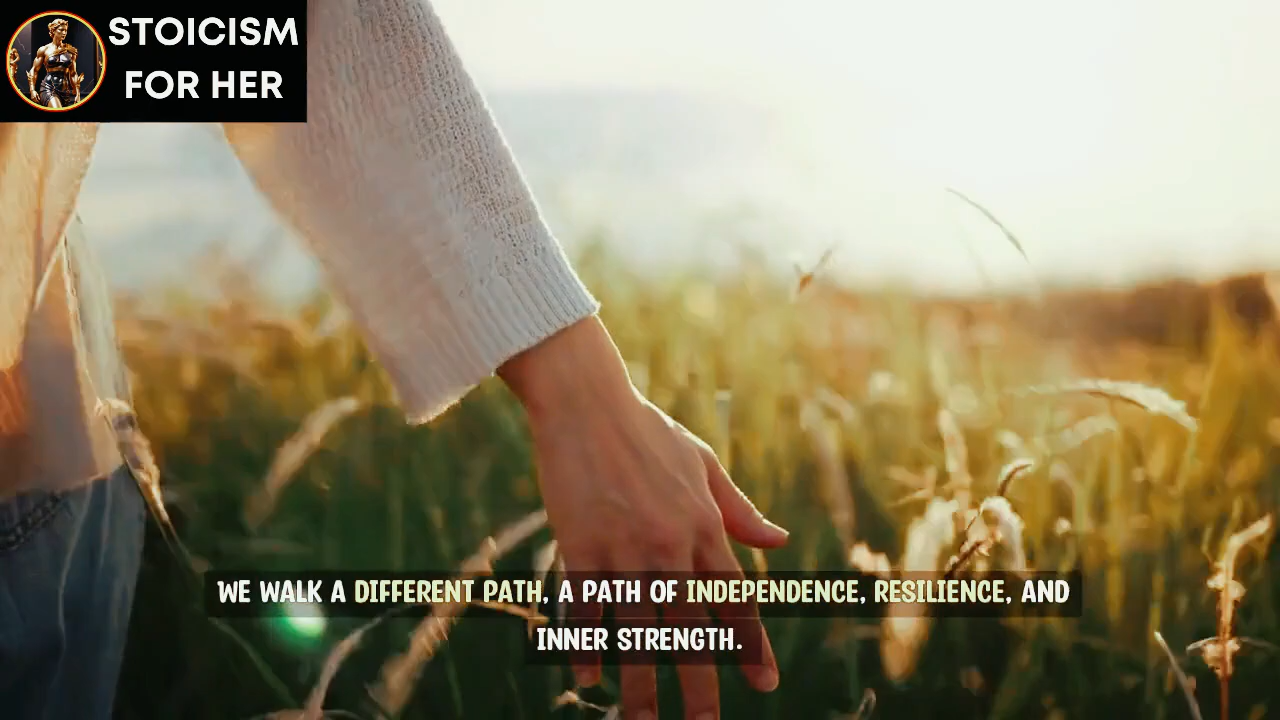 STOICISM
FOR HER
WE WALK A DIFFERENT PATH, A PATH OF INDEPENDENCE, RESILIENCE, AND
INNER STRENGTH.